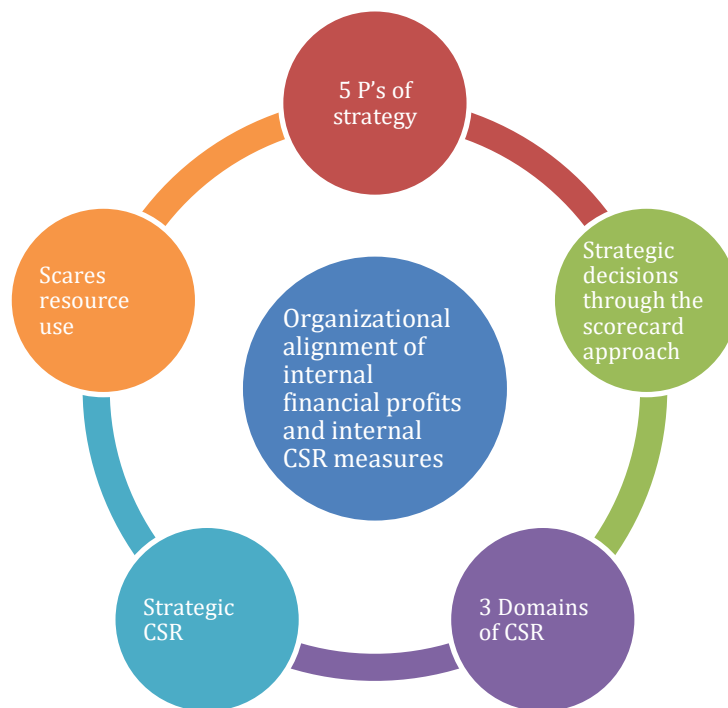 5 P’s of
strategy
Strategic
decisions
through the
scorecard
approach
3 Domains
of CSR
Strategic
CSR
Scares
resource
use
Organizational
alignment of
internal
financial profits
and internal
CSR measures